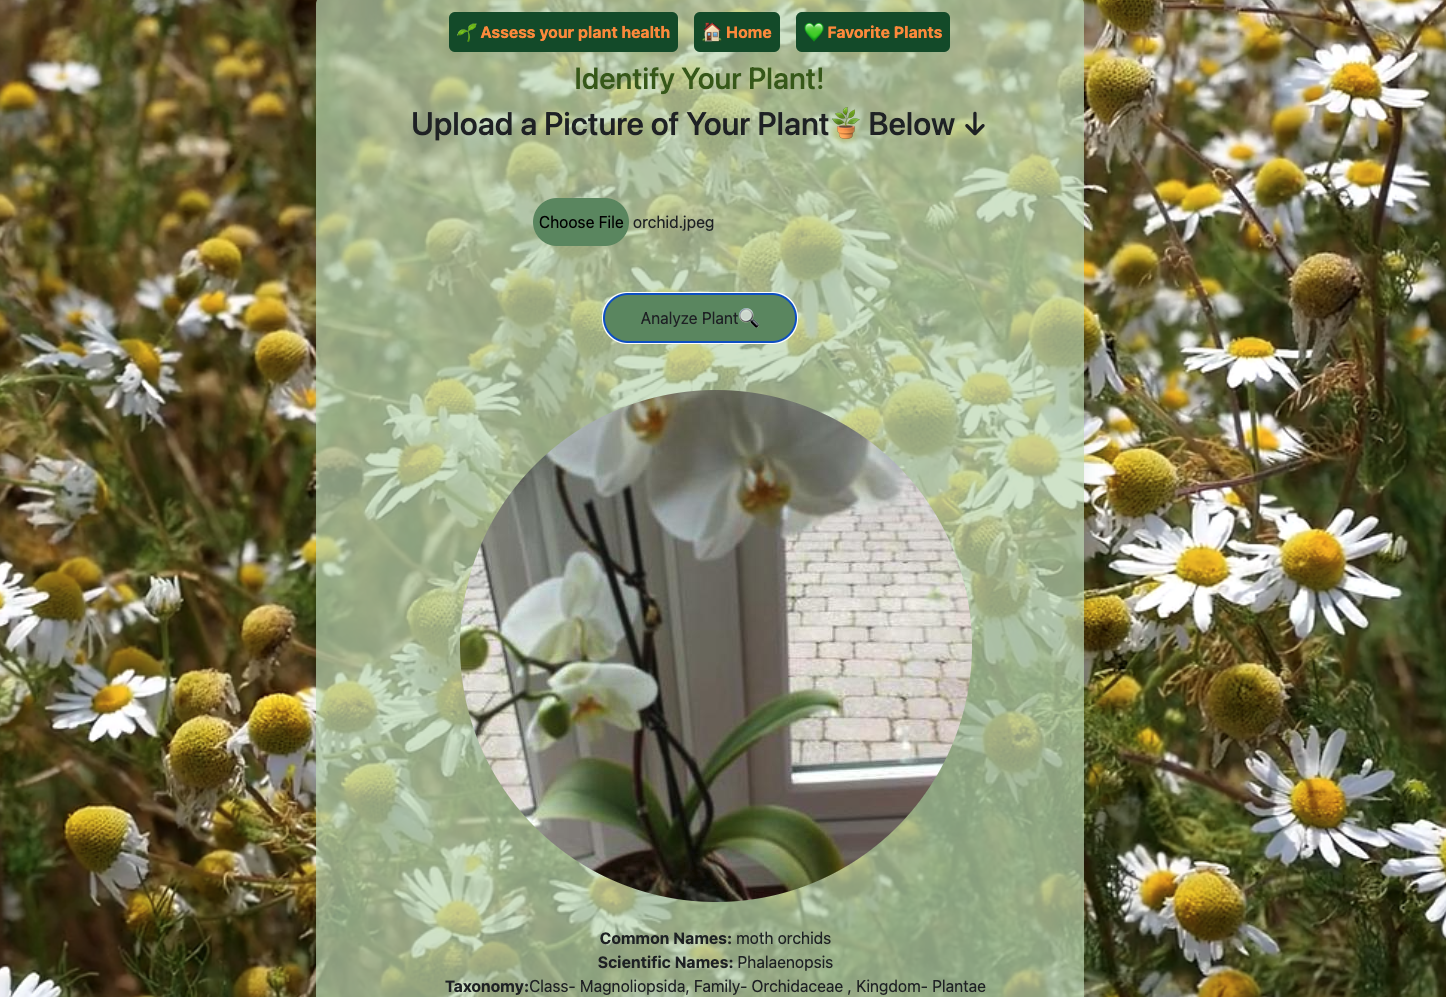 🌱 Assess your plant health 🏠 Home 💚 Favorite Plants
Identify Your Plant!
Upload a Picture of Your Plant🪴 Below ↓
Choose File orchid.jpeg
Analyze Plant🔍
Common Names: moth orchids
Scientific Names: Phalaenopsis
Taxonomy:Class- Magnoliopsida, Family- Orchidaceae , Kingdom- Plantae